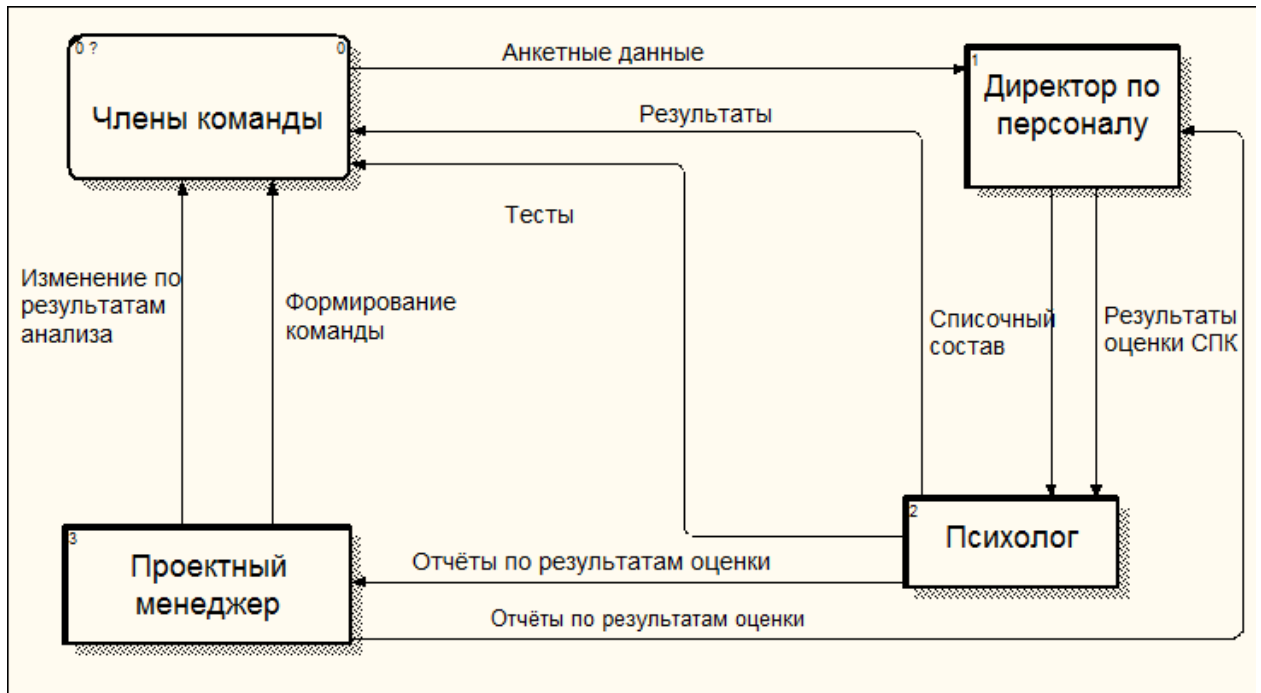 0 ?
0
Члены команды
Анкетные данные
1
Директор по
персоналу
Результаты
Тесты
Изменение по
результатам
анализа
Формирование
команды
Списочный
состав
Результаты
оценки СПК
3
Проектный
менеджер
2
Психолог
Отчёты по результатам оценки
Отчёты по результатам оценки